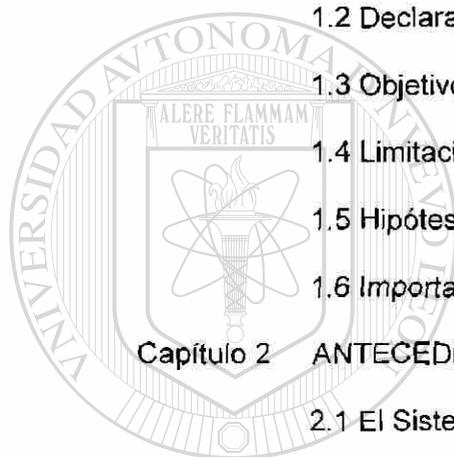 1.2 Declara
1.3 Objetivo
ALERE FLAMMAM
VERITATIS
1.4 Limitaci
1.5 Hipótes
1.6 Importa
Capítulo 2 ANTECED
2.1 El Siste